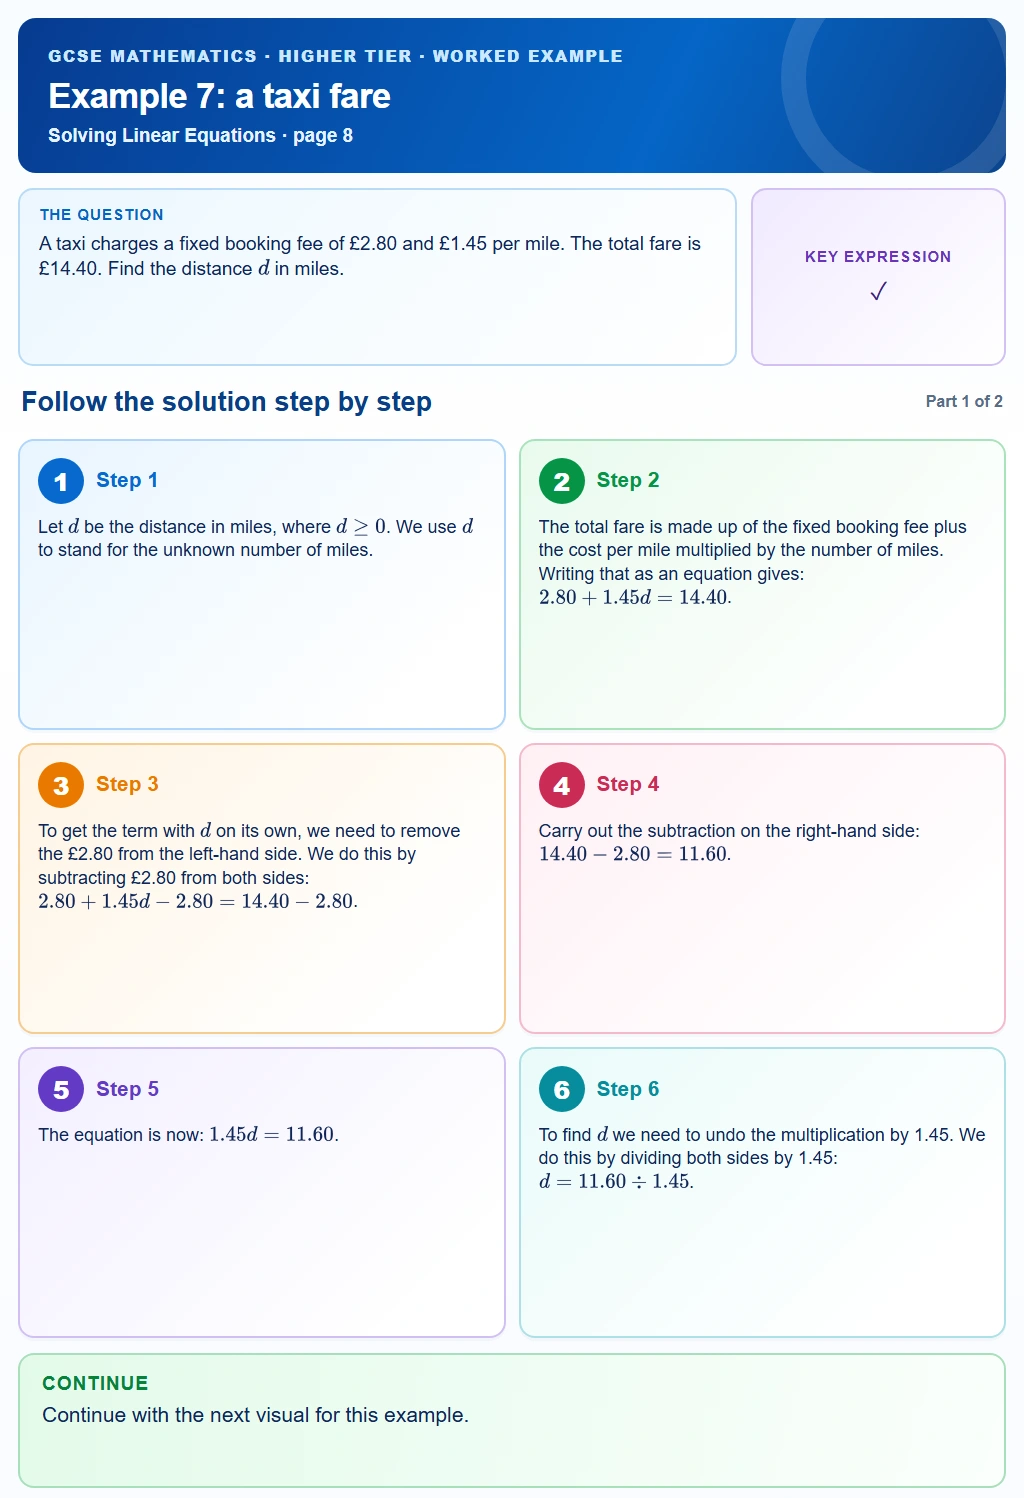 GCSE MATHEMATICS · HIGHER TIER · WORKED EXAMPLE
Example 7: a taxi fare
Solving Linear Equations · page 8
THE QUESTION
A taxi charges a fixed booking fee of £2.80 and £1.45 per mile. The total fare is
£14.40. Find the distance d in miles.
KEY EXPRESSION
✓
Follow the solution step by step
Part 1 of 2
1 Step 1
Let d be the distance in miles, where d ≥ 0. We use d
to stand for the unknown number of miles.
2 Step 2
The total fare is made up of the fixed booking fee plus
the cost per mile multiplied by the number of miles.
Writing that as an equation gives:
2.80 + 1.45d = 14.40.
3 Step 3
To get the term with d on its own, we need to remove
the £2.80 from the left-hand side. We do this by
subtracting £2.80 from both sides:
2.80 + 1.45d − 2.80 = 14.40 − 2.80.
4 Step 4
Carry out the subtraction on the right-hand side:
14.40 − 2.80 = 11.60.
5 Step 5
The equation is now: 1.45d = 11.60.
6 Step 6
To find d we need to undo the multiplication by 1.45. We
do this by dividing both sides by 1.45:
d = 11.60 ÷ 1.45.
CONTINUE
Continue with the next visual for this example.